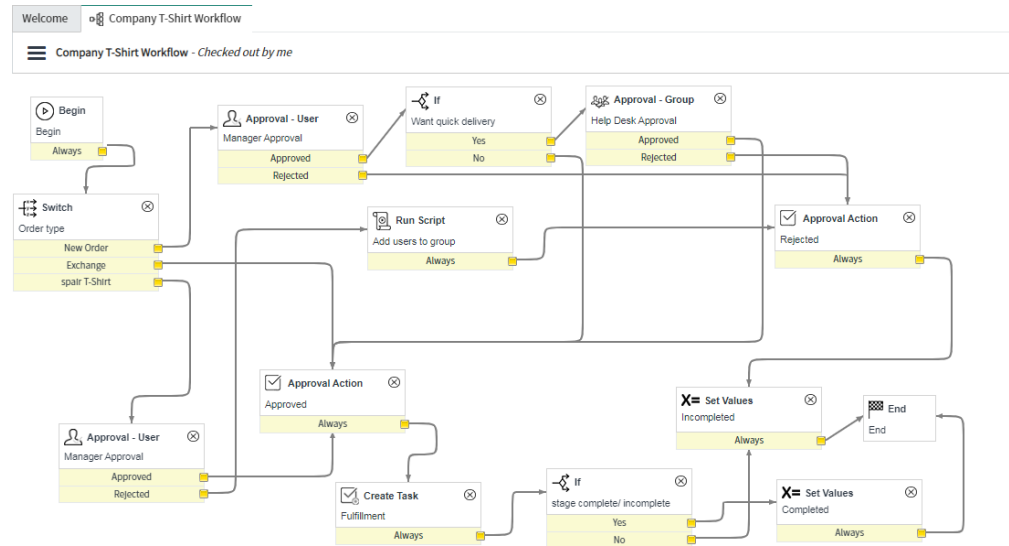 Welcome
Company T-Shirt Workflow
Company T-Shirt Workflow - Checked out by me
Begin
Begin
Always
Switch
Order type
New Order
Exchange
spair T-Shirt
Approval - User
Manager Approval
Approved
Rejected
If
Want quick delivery
Yes
No
Approval - Group
Help Desk Approval
Approved
Rejected
Run Script
Add users to group
Always
Approval Action
Rejected
Always
Approval Action
Approved
Always
Approval - User
Manager Approval
Approved
Rejected
Create Task
Fulfillment
Always
If
stage complete/ incomplete
Yes
No
X= Set Values
Incompleted
Always
End
End
X= Set Values
Completed
Always